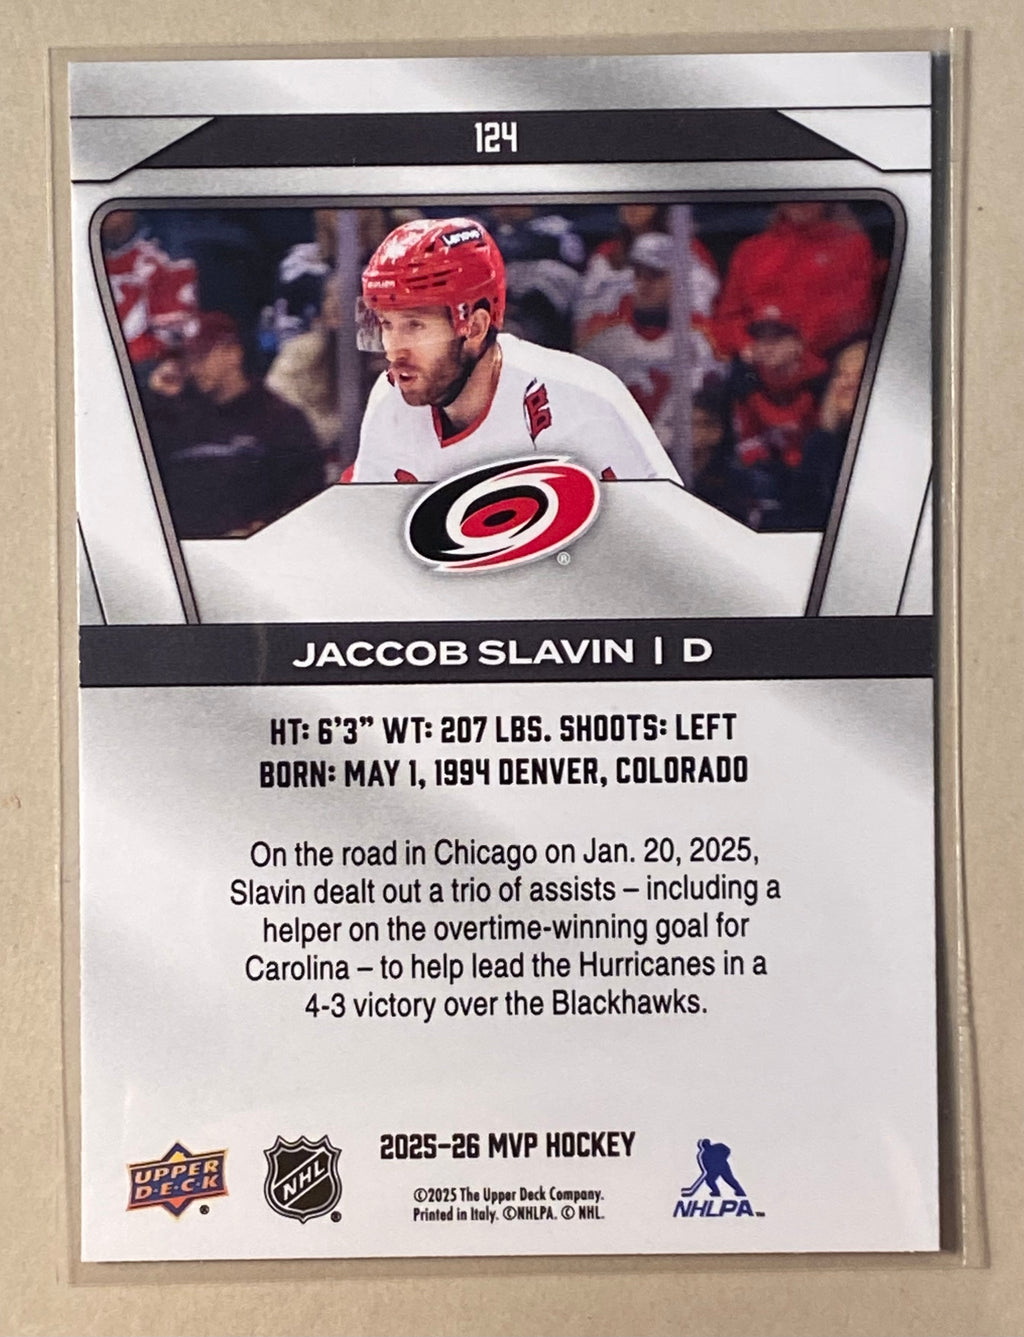 124
Lenovo
JACCOB SLAVIN | D
HT: 6'3" WT: 207 LBS. SHOOTS: LEFT
BORN: MAY 1, 1994 DENVER, COLORADO
On the road in Chicago on Jan. 20, 2025,
Slavin dealt out a trio of assists – including a
helper on the overtime-winning goal for
Carolina – to help lead the Hurricanes in a
4-3 victory over the Blackhawks.
UPPER
D•E•C•K
NHL
2025-26 MVP HOCKEY
©2025 The Upper Deck Company.
Printed in Italy. ©NHLPA. © NHL.
NHLPA™